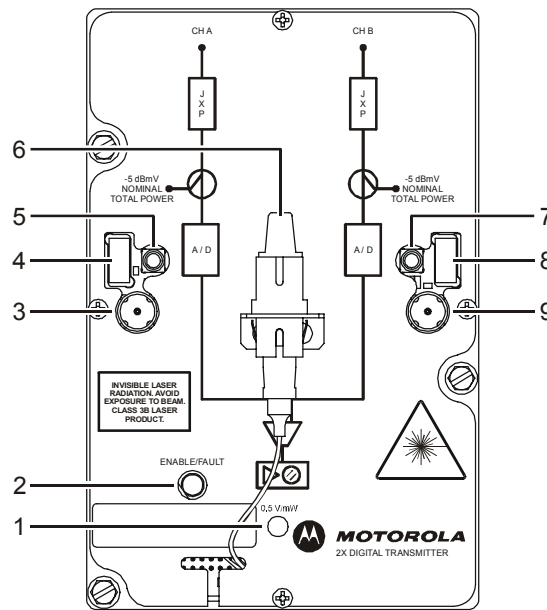 CH A
CH B
J
X
P
J
X
P
6
-5 dBmV
NOMINAL
TOTAL POWER
-5 dBmV
NOMINAL
TOTAL POWER
5
7
4
A / D
A / D
8
3
9
INVISIBLE LASER
RADIATION. AVOID
EXPOSURE TO BEAM.
CLASS 3B LASER
PRODUCT.
ENABLE/FAULT
2
0,5 V/mW
1
MOTOROLA
2X DIGITAL TRANSMITTER